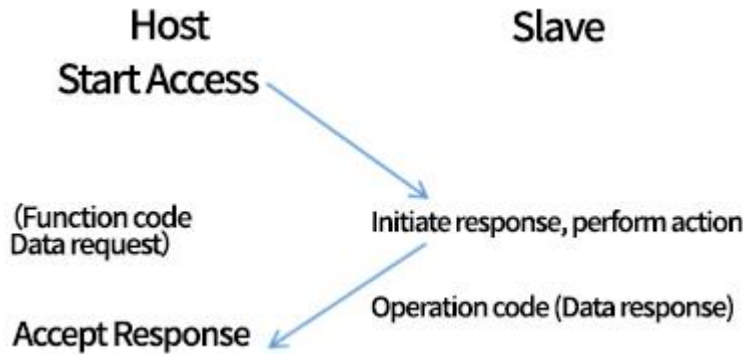 Host
Slave
Start Access
(Function code
Data request)
Initiate response, perform action
Operation code (Data response)
Accept Response